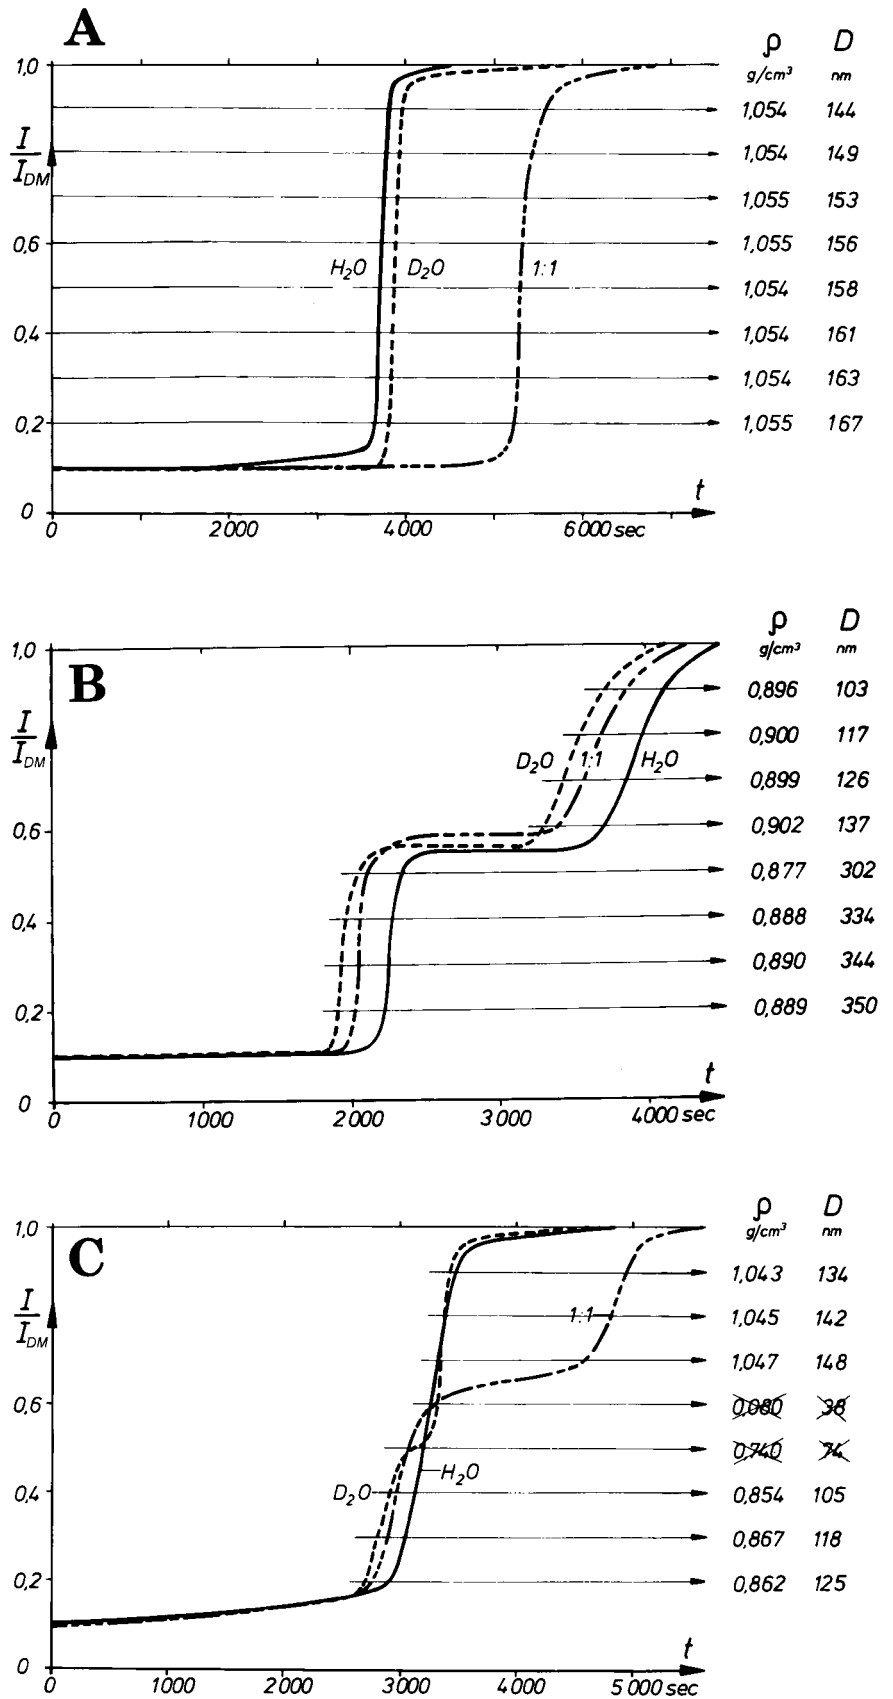 A
ρ D
g/cm³ nm
1,0
1,054 144
I/I_DM
1,054 149
1,055 153
0,6 1,055 156
H₂O D₂O 1:1
1,054 158
0,4 1,054 161
1,054 163
0,2 1,055 167
t
0
0 2000 4000 6000 sec
ρ D
g/cm³ nm
1,0
B
0,896 103
I/I_DM
0,900 117
D₂O 1:1 H₂O
0,899 126
0,6 0,902 137
0,877 302
0,4 0,888 334
0,890 344
0,2 0,889 350
t
0
0 1000 2000 3000 4000 sec
ρ D
g/cm³ nm
1,0
C
1,043 134
I/I_DM
1:1 1,045 142
1,047 148
0,6 0,080 38
0,740 74
H₂O
0,4 D₂O 0,854 105
0,867 118
0,2 0,862 125
t
0
0 1000 2000 3000 4000 5000 sec